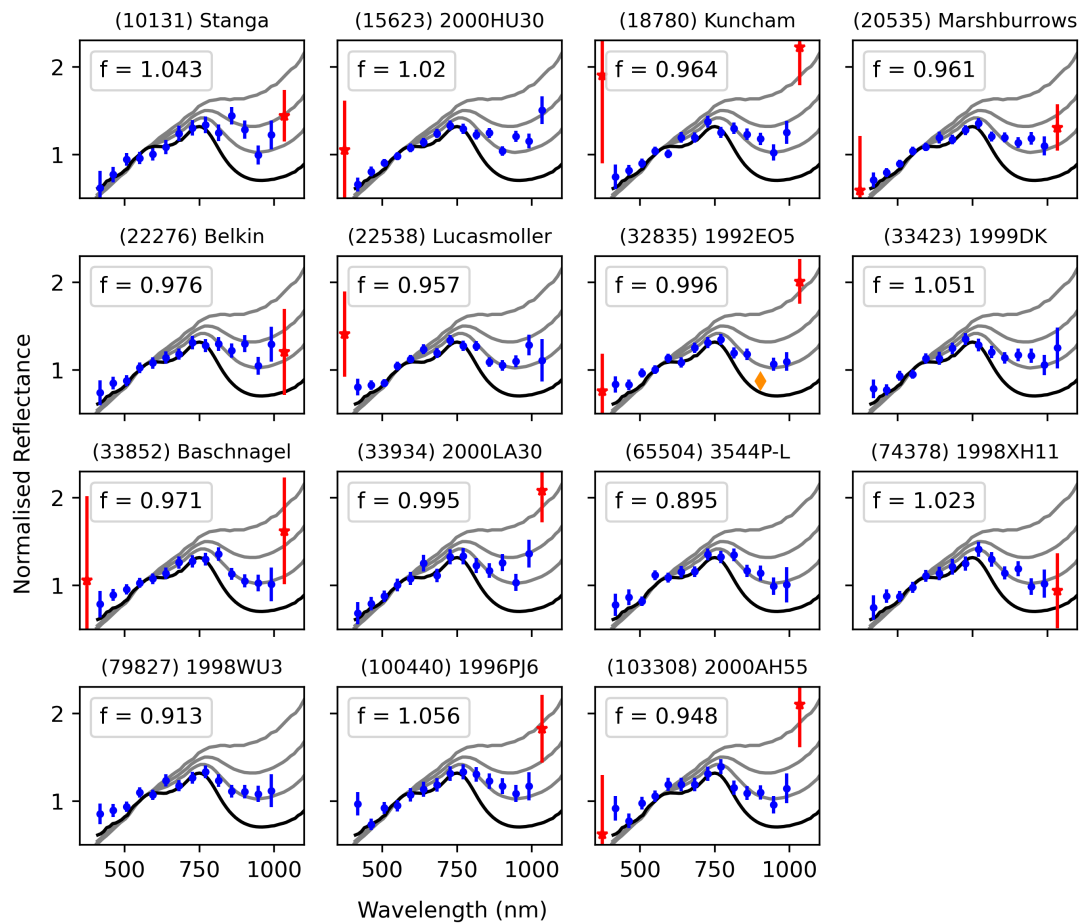 (10131) Stanga
(15623) 2000HU30
(18780) Kuncham
(20535) Marshburrows
f = 1.043
f = 1.02
f = 0.964
f = 0.961
2
1
(22276) Belkin
(22538) Lucasmoller
(32835) 1992EO5
(33423) 1999DK
f = 0.976
f = 0.957
f = 0.996
f = 1.051
2
1
Normalised Reflectance
(33852) Baschnagel
(33934) 2000LA30
(65504) 3544P-L
(74378) 1998XH11
f = 0.971
f = 0.995
f = 0.895
f = 1.023
2
1
(79827) 1998WU3
(100440) 1996PJ6
(103308) 2000AH55
f = 0.913
f = 1.056
f = 0.948
2
1
500 750 1000
500 750 1000
500 750 1000
Wavelength (nm)